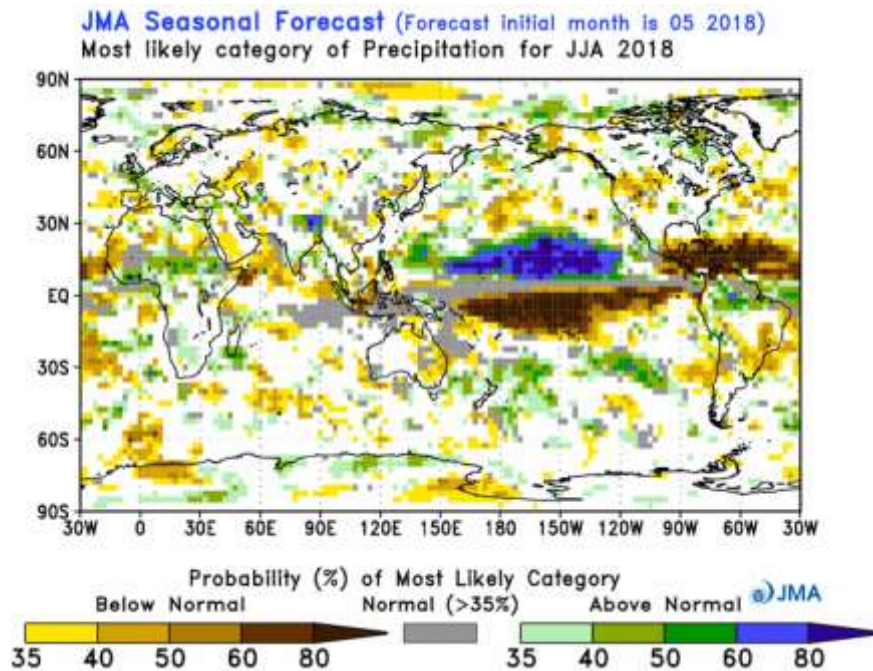 JMA Seasonal Forecast (Forecast initial month is 05 2018)
Most likely category of Precipitation for JJA 2018
90N
60N
30N
EQ
30S
60S
90S
30W 0 30E 60E 90E 120E 150E 180 150W 120W 90W 60W 30W
Probability (%) of Most Likely Category
JMA
Below Normal Normal (>35%) Above Normal
35 40 50 60 80 35 40 50 60 80